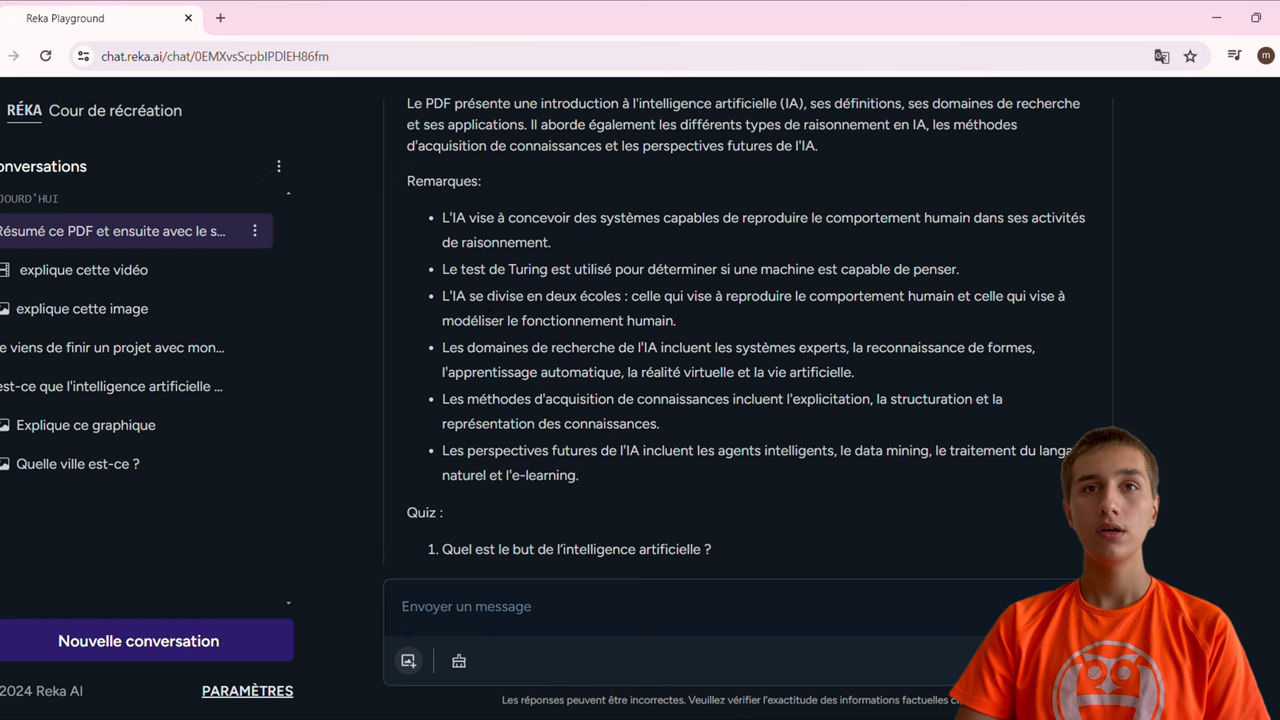 Reka Playground
chat.reka.ai/chat/0EMXvsScpbIPDlEH86fm
m
RÉKA Cour de récréation
onversations
JOURD'HUI
Résumé ce PDF et ensuite avec le s...
explique cette vidéo
explique cette image
e viens de finir un projet avec mon...
est-ce que l'intelligence artificielle ...
Explique ce graphique
Quelle ville est-ce ?
Nouvelle conversation
2024 Reka AI
PARAMÈTRES
Le PDF présente une introduction à l'intelligence artificielle (IA), ses définitions, ses domaines de recherche
et ses applications. Il aborde également les différents types de raisonnement en IA, les méthodes
d'acquisition de connaissances et les perspectives futures de l'IA.
Remarques:
• L'IA vise à concevoir des systèmes capables de reproduire le comportement humain dans ses activités
de raisonnement.
• Le test de Turing est utilisé pour déterminer si une machine est capable de penser.
• L'IA se divise en deux écoles : celle qui vise à reproduire le comportement humain et celle qui vise à
modéliser le fonctionnement humain.
• Les domaines de recherche de l'IA incluent les systèmes experts, la reconnaissance de formes,
l'apprentissage automatique, la réalité virtuelle et la vie artificielle.
• Les méthodes d'acquisition de connaissances incluent l'explicitation, la structuration et la
représentation des connaissances.
• Les perspectives futures de l'IA incluent les agents intelligents, le data mining, le traitement du langa
naturel et l'e-learning.
Quiz :
1. Quel est le but de l'intelligence artificielle ?
Envoyer un message
Les réponses peuvent être incorrectes. Veuillez vérifier l'exactitude des informations factuelles c